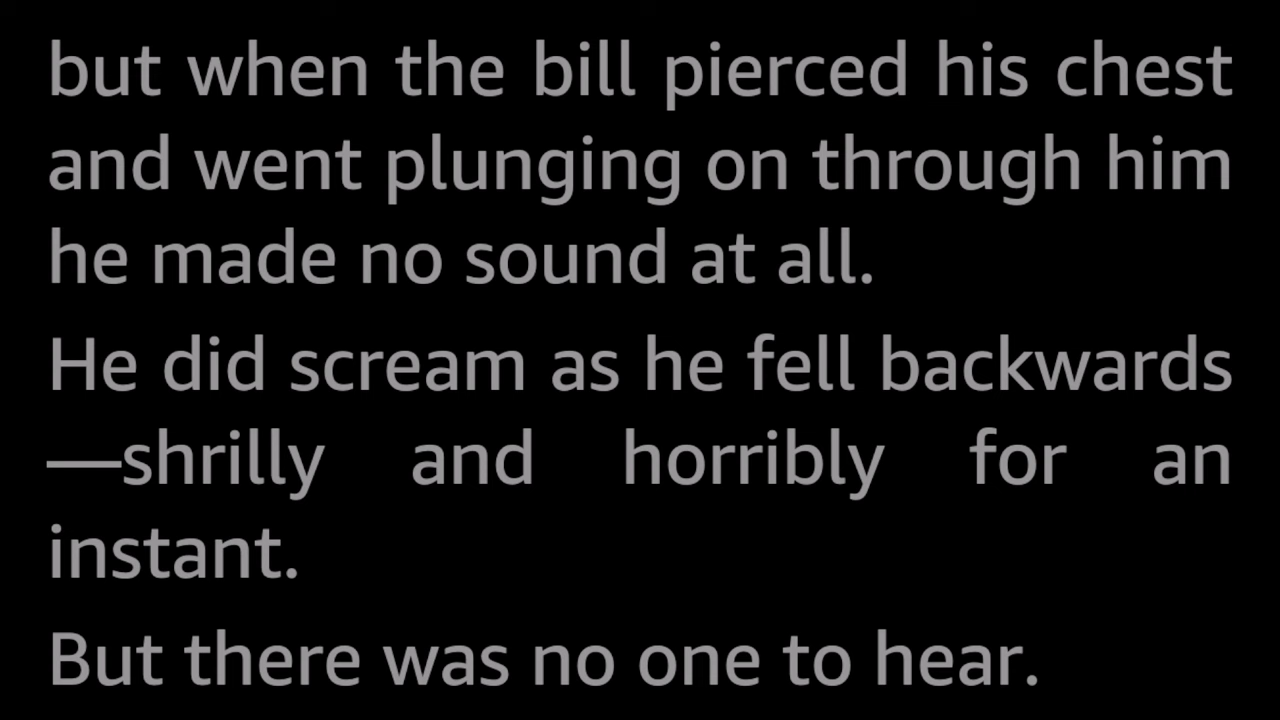 but when the bill pierced his chest
and went plunging on through him
he made no sound at all.
He did scream as he fell backwards
—shrilly and horribly for an
instant.
But there was no one to hear.